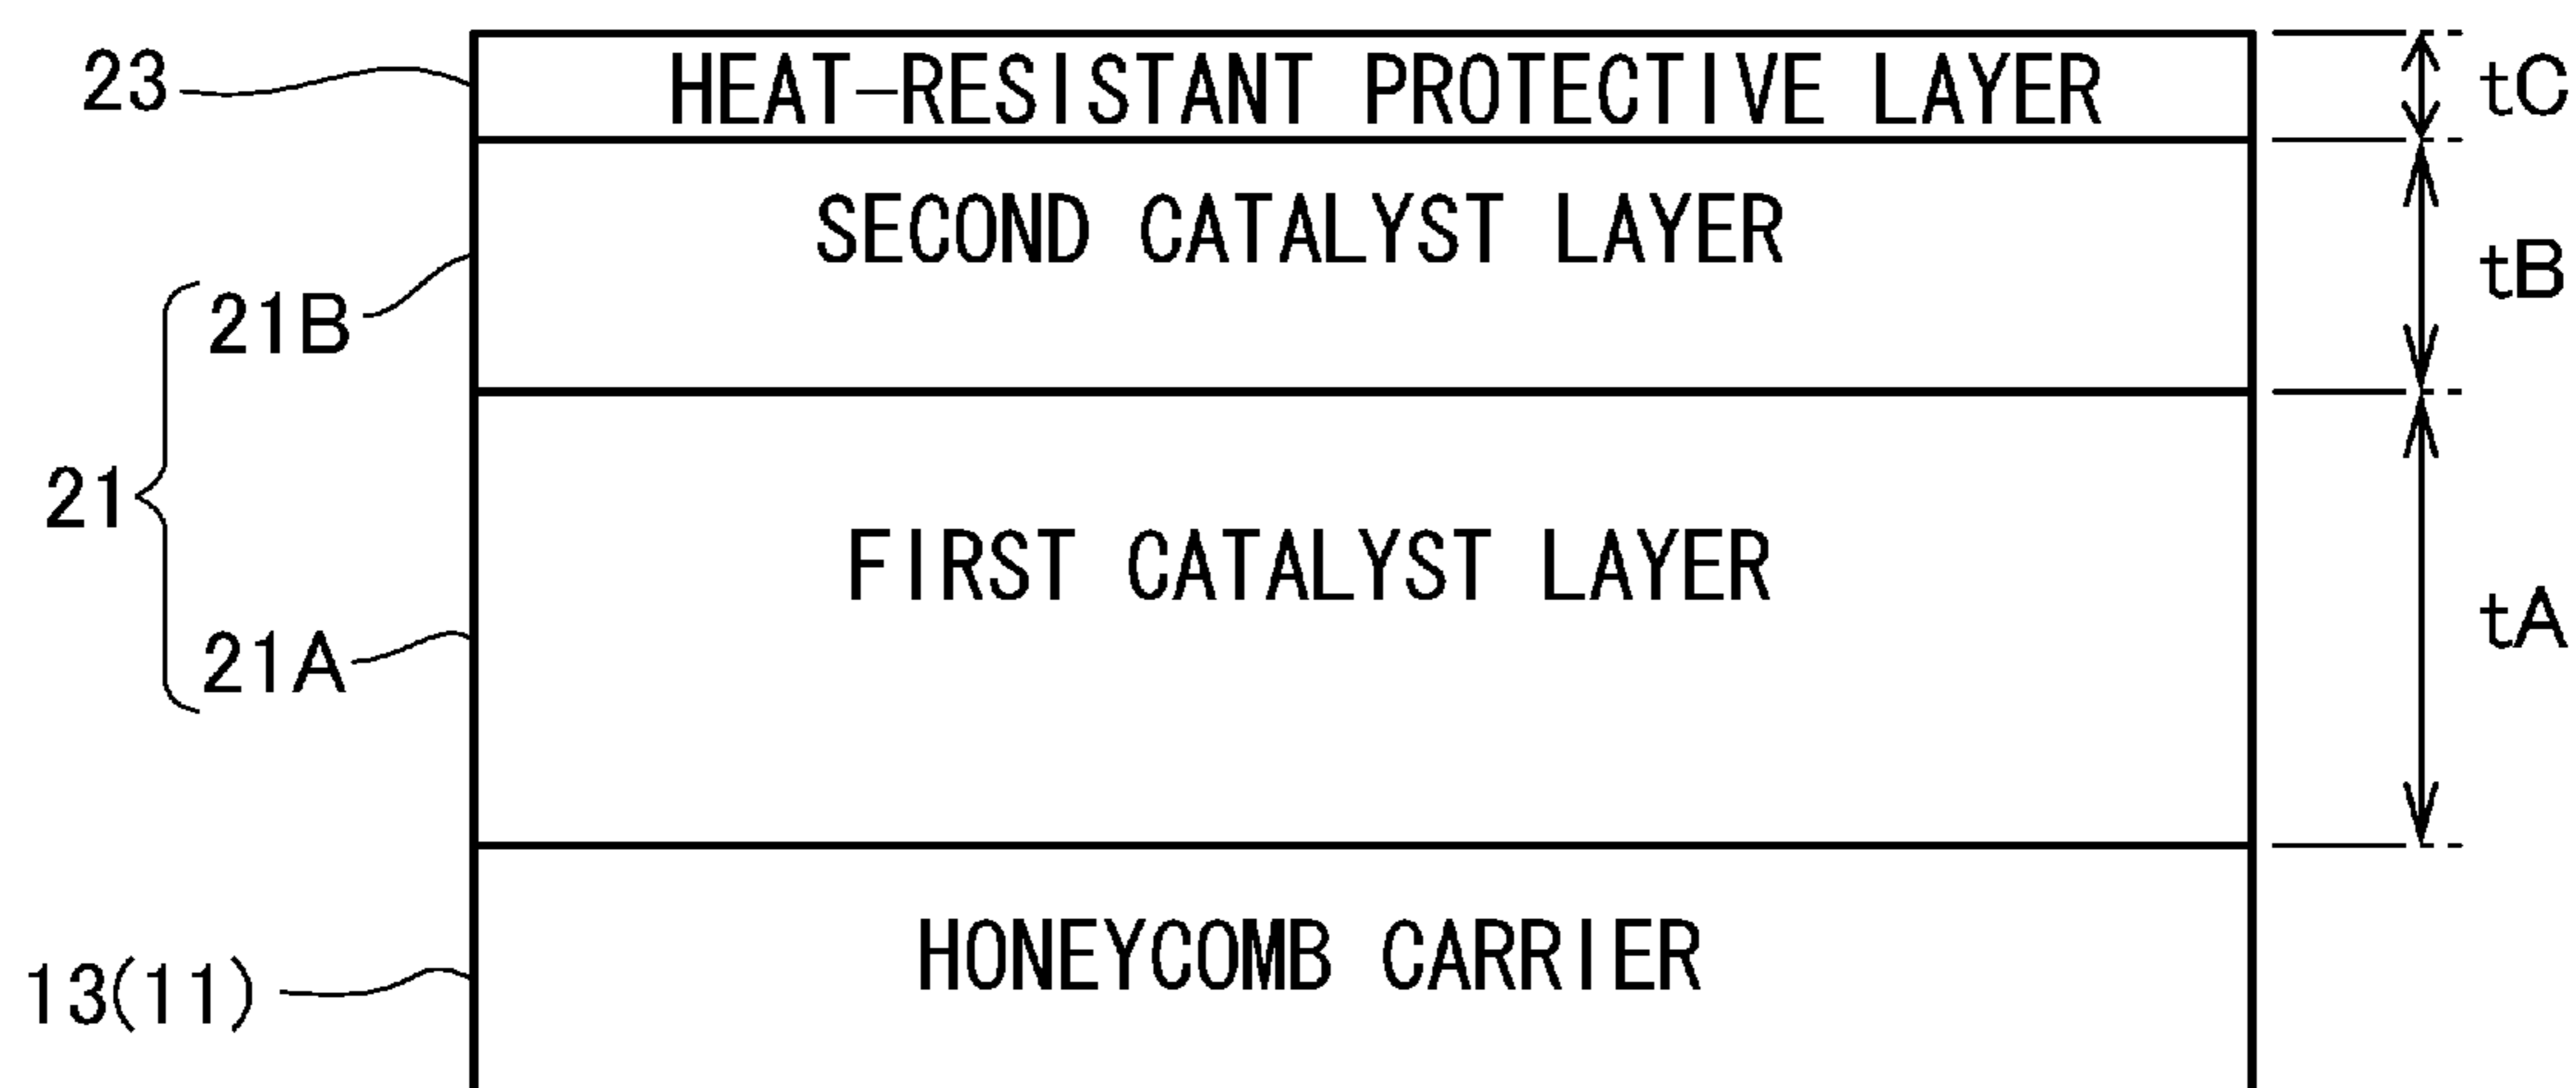 23
HEAT-RESISTANT PROTECTIVE LAYER
tC
SECOND CATALYST LAYER
tB
21B
21
FIRST CATALYST LAYER
tA
21A
HONEYCOMB CARRIER
13(11)